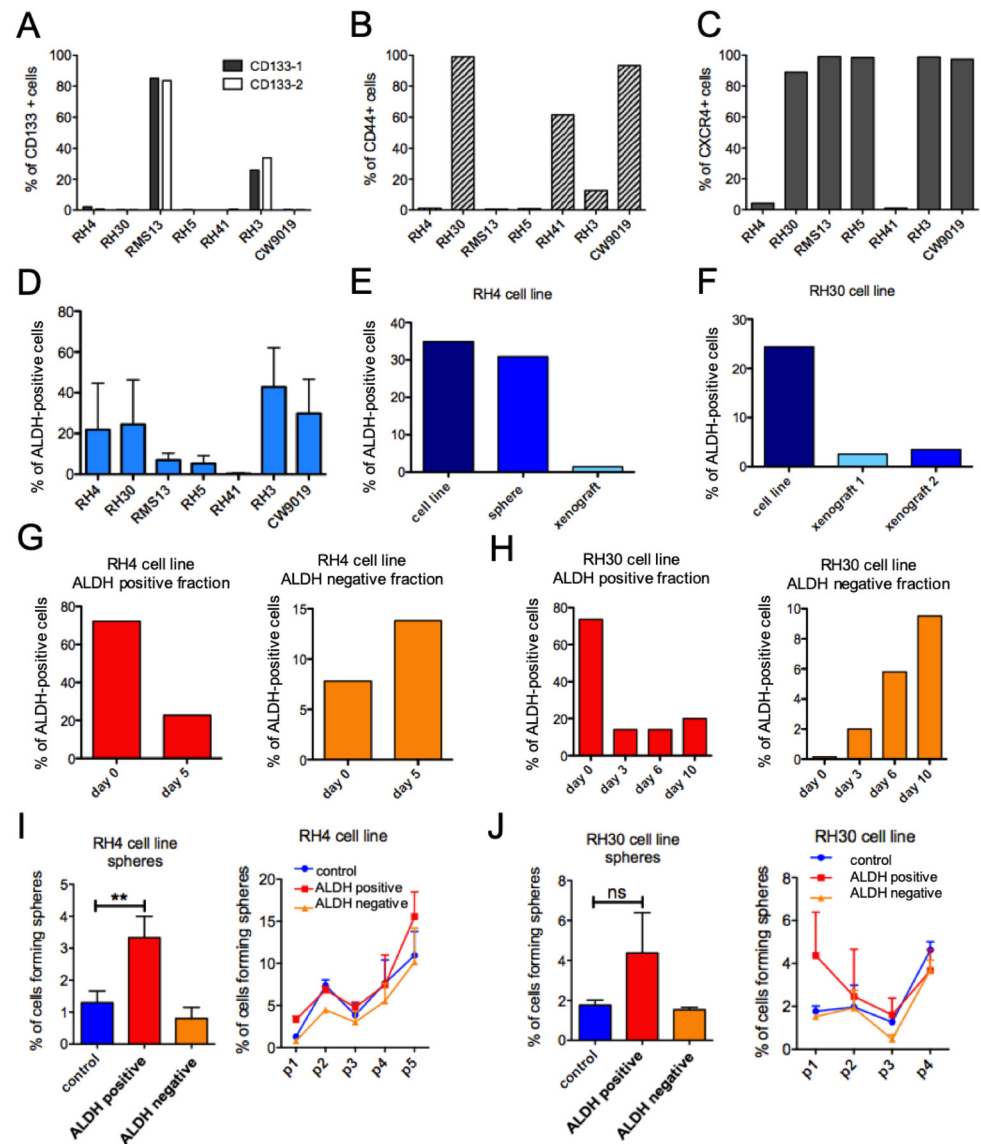 A
% of CD133 + cells
100
80
60
40
20
0
CD133-1
CD133-2
RH4
RH30
RMS13
RH5
RH41
RH3
CW9019
B
% of CD44+ cells
100
80
60
40
20
0
RH4
RH30
RMS13
RH5
RH41
RH3
CW9019
C
% of CXCR4+ cells
100
80
60
40
20
0
RH4
RH30
RMS13
RH5
RH41
RH3
CW9019
D
% of ALDH-positive cells
80
60
40
20
0
RH4
RH30
RMS13
RH5
RH41
RH3
CW9019
E
RH4 cell line
% of ALDH-positive cells
40
30
20
10
0
cell line
sphere
xenograft
F
RH30 cell line
% of ALDH-positive cells
30
20
10
0
cell line
xenograft 1
xenograft 2
G
RH4 cell line
ALDH positive fraction
% of ALDH-positive cells
80
60
40
20
0
day 0
day 5
RH4 cell line
ALDH negative fraction
% of ALDH-positive cells
15
10
5
0
day 0
day 5
H
RH30 cell line
ALDH positive fraction
% of ALDH-positive cells
80
60
40
20
0
day 0
day 3
day 6
day 10
RH30 cell line
ALDH negative fraction
% of ALDH-positive cells
10
8
6
4
2
0
day 0
day 3
day 6
day 10
I
RH4 cell line
spheres
% of cells forming spheres
5
4
3
2
1
0
**
control
ALDH positive
ALDH negative
RH4 cell line
% of cells forming spheres
20
15
10
5
0
control
ALDH positive
ALDH negative
p1
p2
p3
p4
p5
J
RH30 cell line
spheres
% of cells forming spheres
8
6
4
2
0
ns
control
ALDH positive
ALDH negative
RH30 cell line
% of cells forming spheres
8
6
4
2
0
control
ALDH positive
ALDH negative
p1
p2
p3
p4